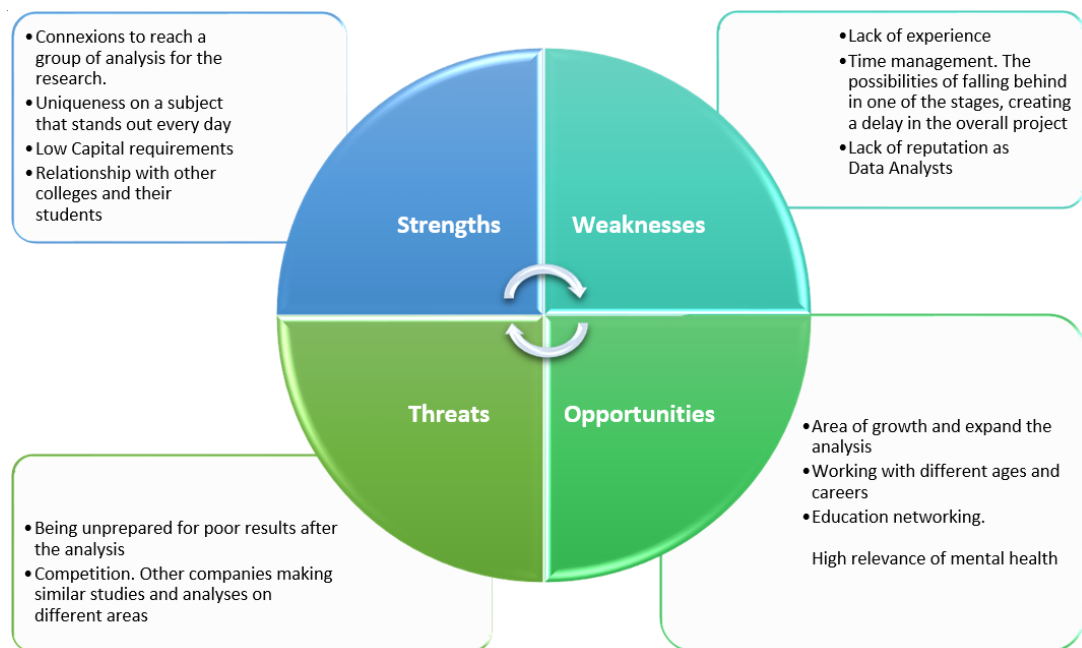 • Connexions to reach a
group of analysis for the
research.
• Uniqueness on a subject
that stands out every day
• Low Capital requirements
• Relationship with other
colleges and their
students
• Lack of experience
• Time management. The
possibilities of falling behind
in one of the stages, creating
a delay in the overall project
• Lack of reputation as
Data Analysts
Strengths
Weaknesses
Threats
Opportunities
• Being unprepared for poor results after
the analysis
• Competition. Other companies making
similar studies and analyses on
different areas
• Area of growth and expand the
analysis
• Working with different ages and
careers
• Education networking.
High relevance of mental health